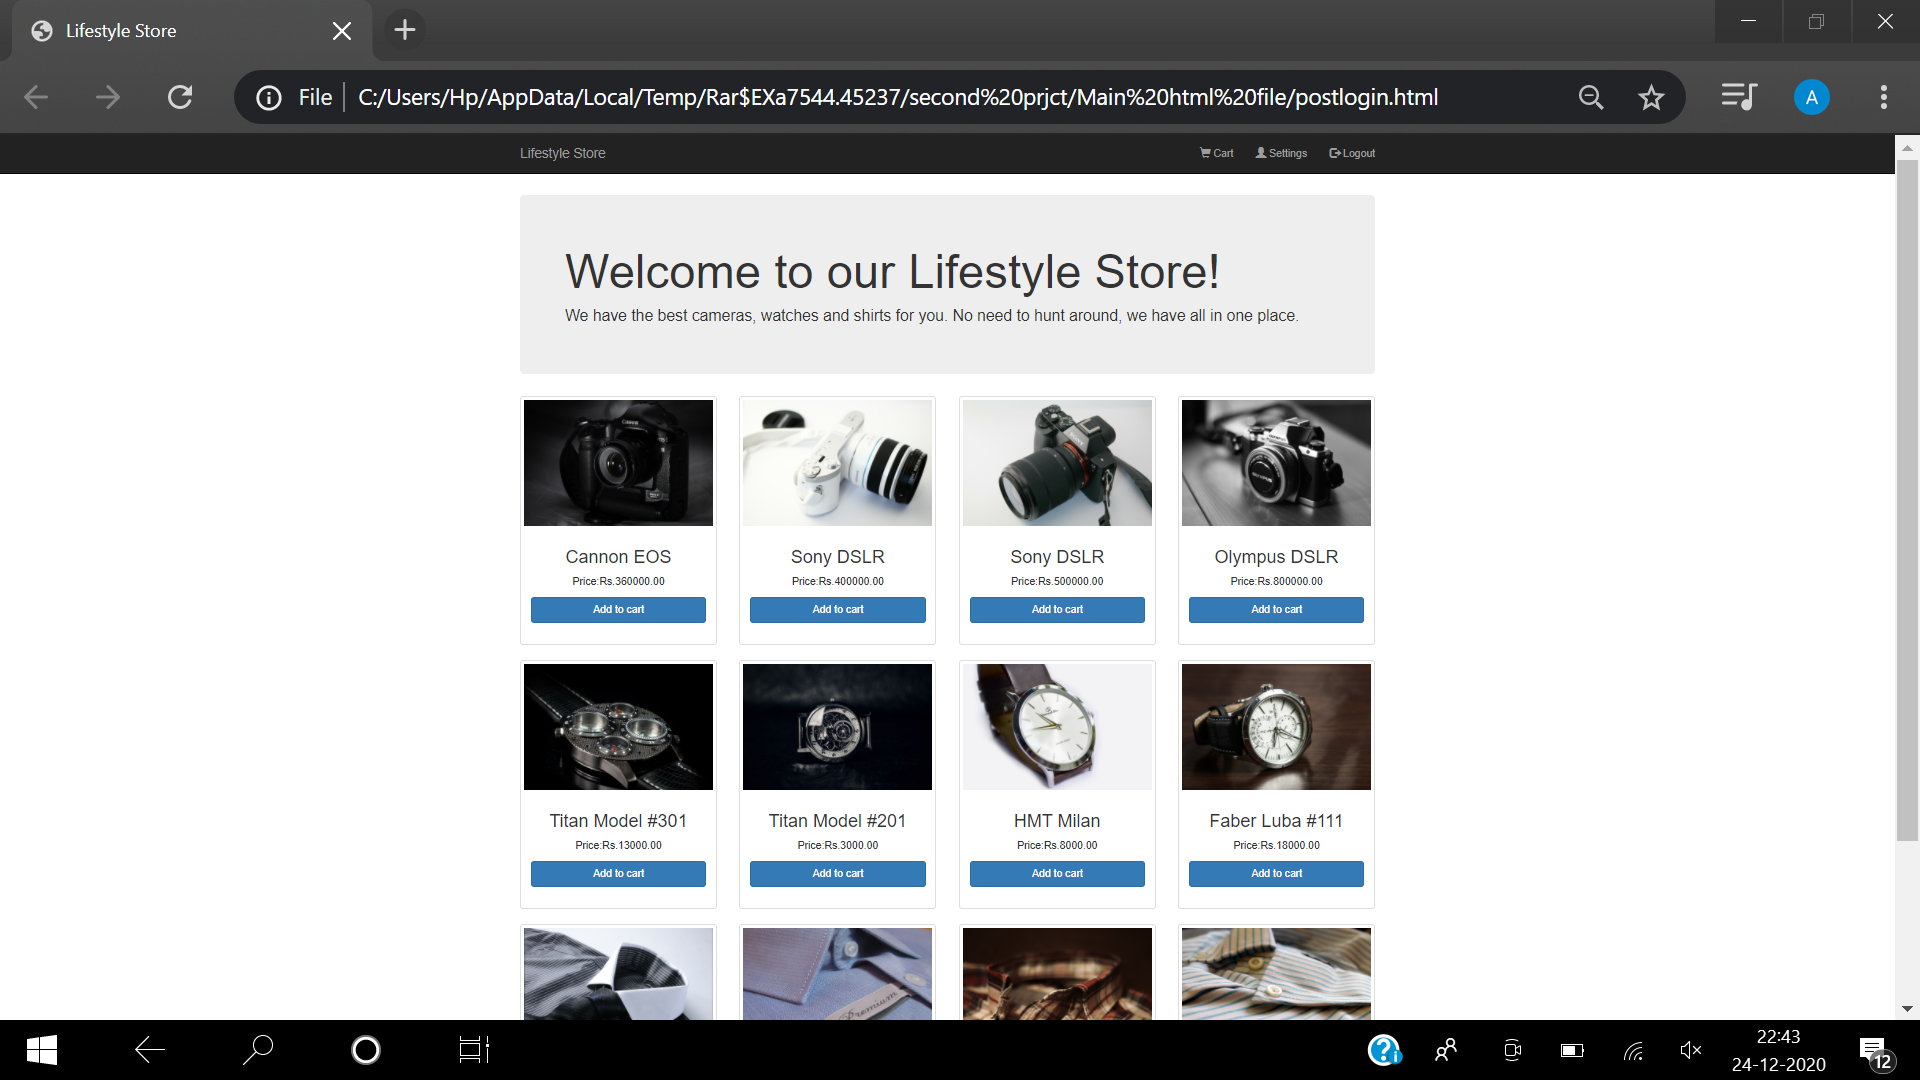 Lifestyle Store
File
C:/Users/Hp/AppData/Local/Temp/Rar$EXa7544.45237/second%20prjct/Main%20html%20file/postlogin.html
A
Lifestyle Store
Cart
Settings
Logout
Welcome to our Lifestyle Store!
We have the best cameras, watches and shirts for you. No need to hunt around, we have all in one place.
Cannon EOS
Price:Rs.360000.00
Add to cart
Sony DSLR
Price:Rs.400000.00
Add to cart
Sony DSLR
Price:Rs.500000.00
Add to cart
Olympus DSLR
Price:Rs.800000.00
Add to cart
Titan Model #301
Price:Rs.13000.00
Add to cart
Titan Model #201
Price:Rs.3000.00
Add to cart
HMT Milan
Price:Rs.8000.00
Add to cart
Faber Luba #111
Price:Rs.18000.00
Add to cart
Premium
22:43
24-12-2020
12